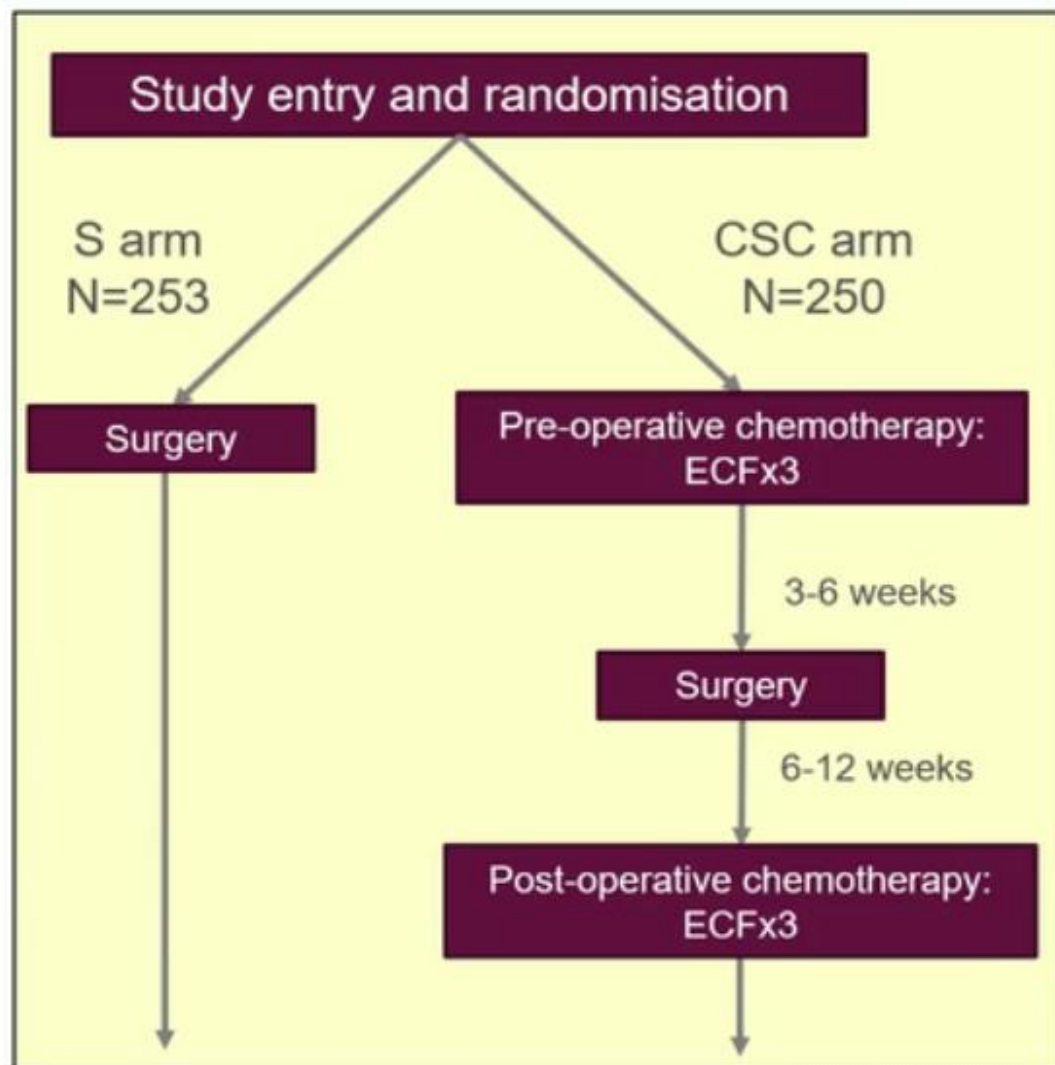 Study entry and randomisation
S arm
N=253
CSC arm
N=250
Surgery
Pre-operative chemotherapy:
ECFx3
3-6 weeks
Surgery
6-12 weeks
Post-operative chemotherapy:
ECFx3